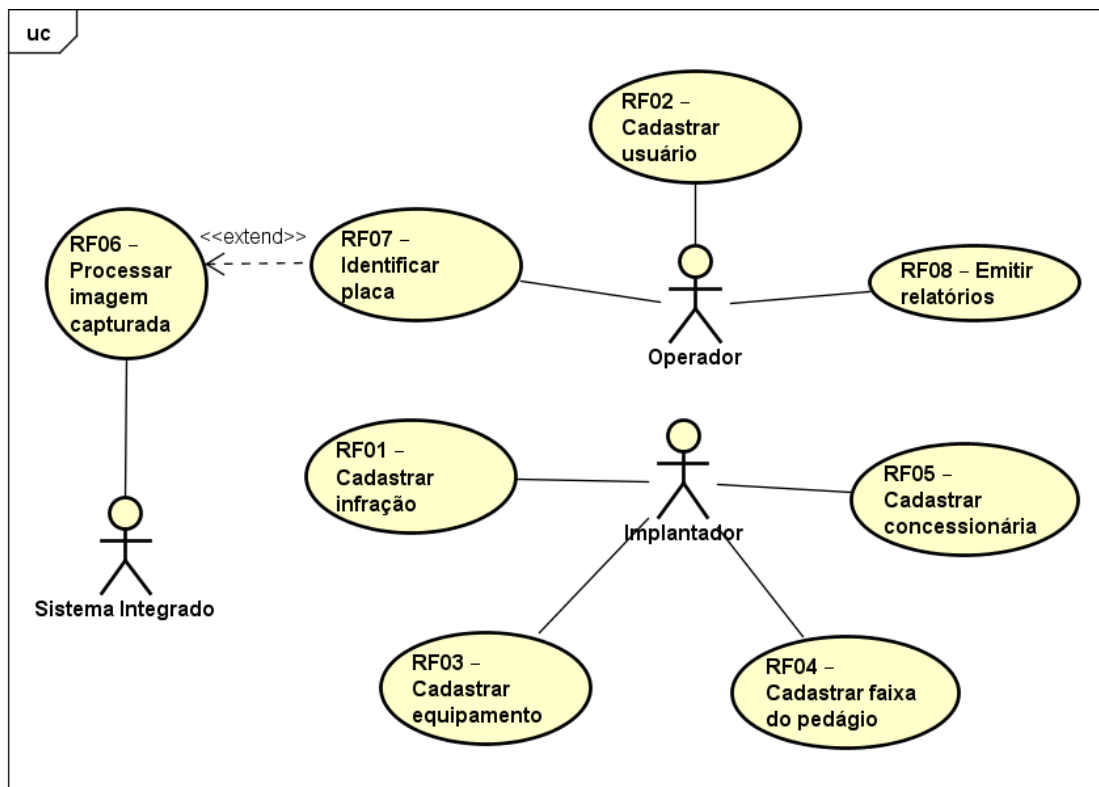 uc
RF02 –
Cadastrar
usuário
RF06 –
Processar
imagem
capturada
<<extend>>
RF07 –
Identificar
placa
RF08 – Emitir
relatórios
Operador
RF01 –
Cadastrar
infração
RF05 –
Cadastrar
concessionária
Implantador
Sistema Integrado
RF03 –
Cadastrar
equipamento
RF04 –
Cadastrar faixa
do pedágio